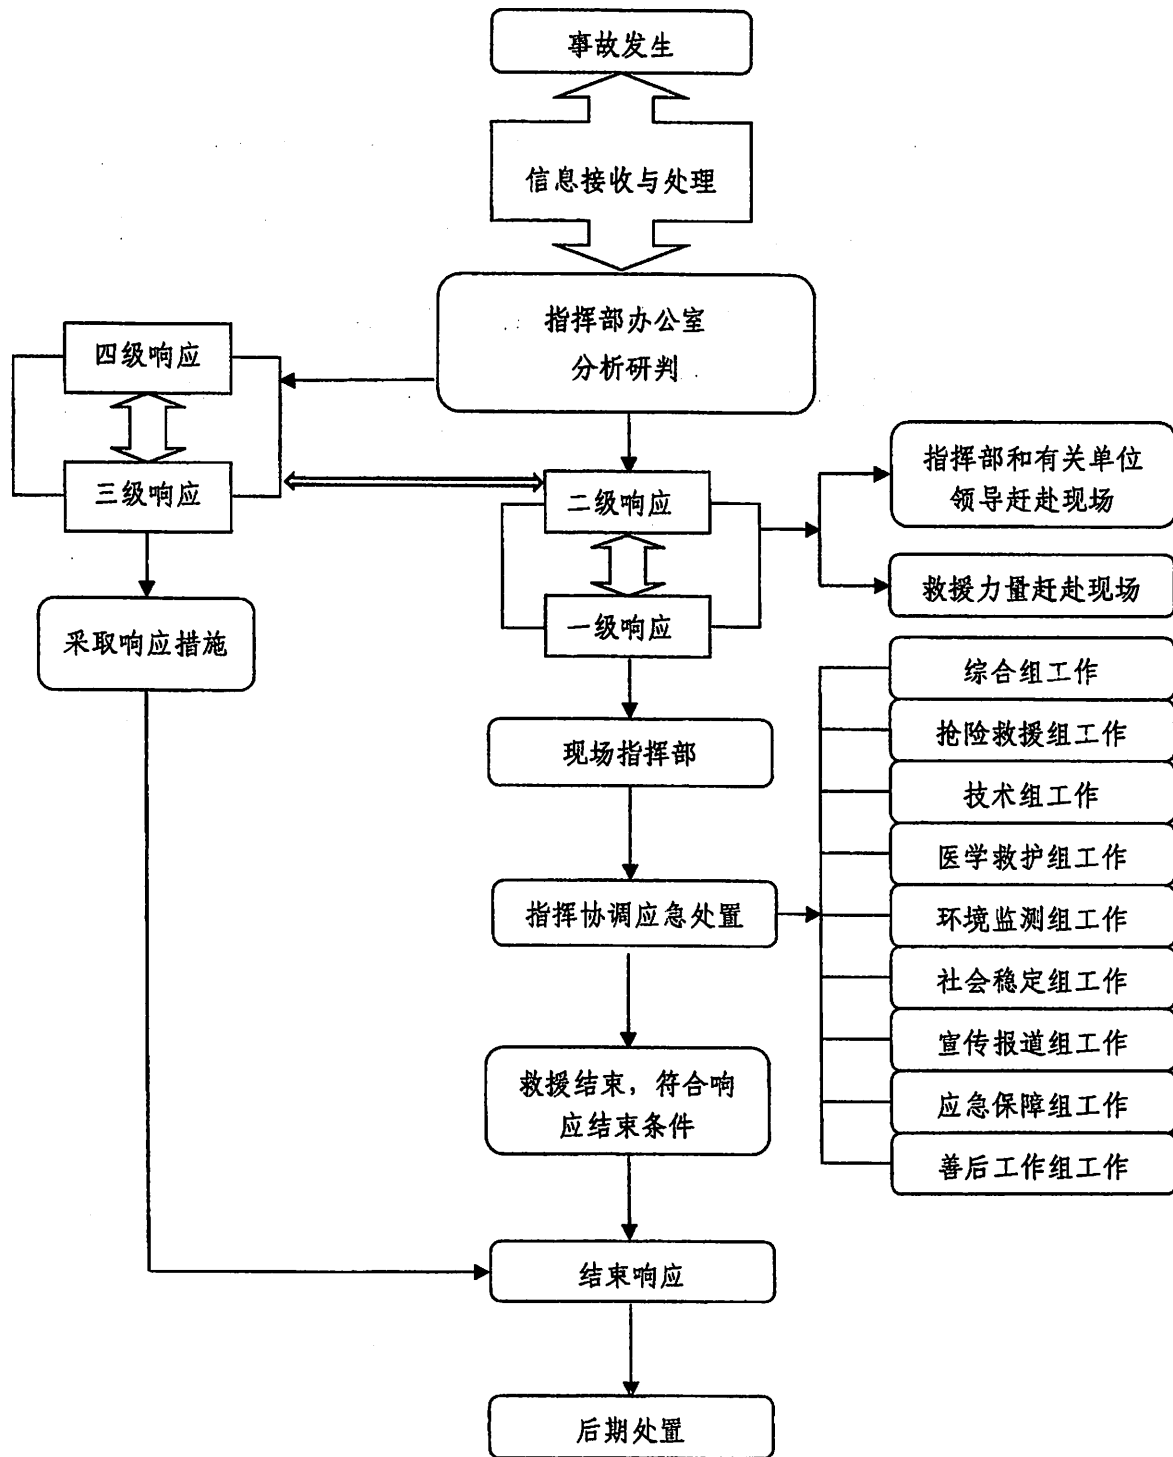 事故发生
信息接收与处理
指挥部办公室
分析研判
四级响应
三级响应
采取响应措施
二级响应
一级响应
指挥部和有关单位
领导赶赴现场
救援力量赶赴现场
现场指挥部
指挥协调应急处置
综合组工作
抢险救援组工作
技术组工作
医学救护组工作
环境监测组工作
社会稳定组工作
宣传报道组工作
应急保障组工作
善后工作组工作
救援结束，符合响
应结束条件
结束响应
后期处置